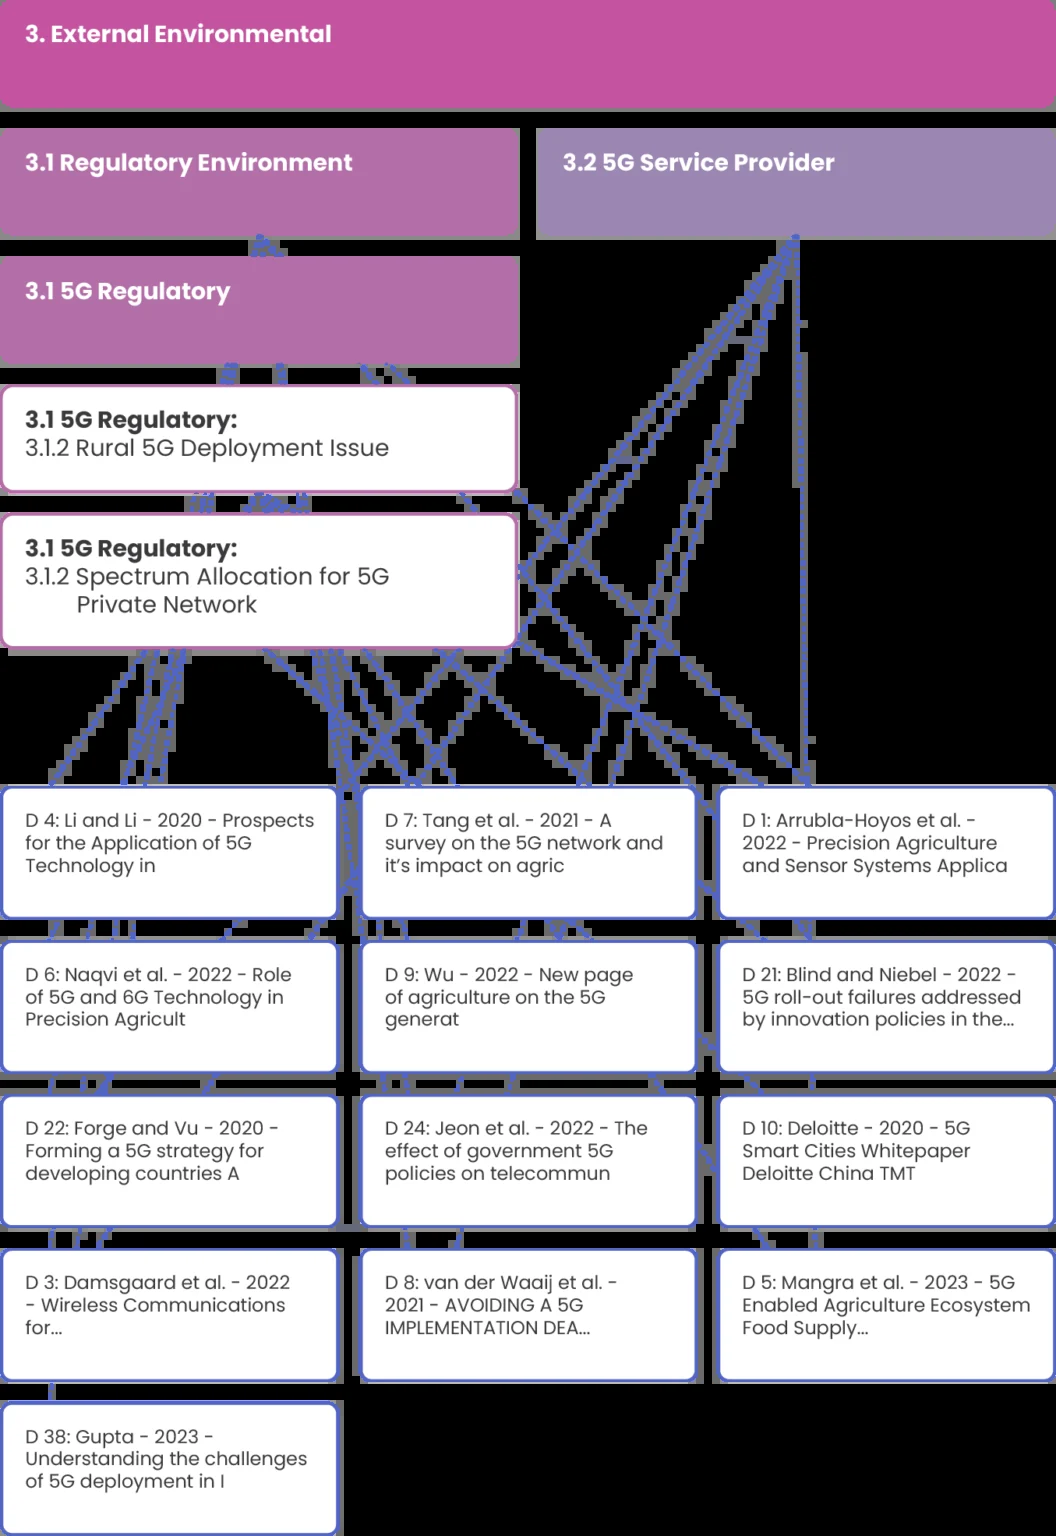 3. External Environmental
3.1 Regulatory Environment
3.2 5G Service Provider
3.1 5G Regulatory
3.1 5G Regulatory:
3.1.2 Rural 5G Deployment Issue
3.1 5G Regulatory:
3.1.2 Spectrum Allocation for 5G
Private Network
D 4: Li and Li - 2020 - Prospects
for the Application of 5G
Technology in
D 7: Tang et al. - 2021 - A
survey on the 5G network and
it’s impact on agric
D 1: Arrubla-Hoyos et al. -
2022 - Precision Agriculture
and Sensor Systems Applica
D 6: Naqvi et al. - 2022 - Role
of 5G and 6G Technology in
Precision Agricult
D 9: Wu - 2022 - New page
of agriculture on the 5G
generat
D 21: Blind and Niebel - 2022 -
5G roll-out failures addressed
by innovation policies in the...
D 22: Forge and Vu - 2020 -
Forming a 5G strategy for
developing countries A
D 24: Jeon et al. - 2022 - The
effect of government 5G
policies on telecommun
D 10: Deloitte - 2020 - 5G
Smart Cities Whitepaper
Deloitte China TMT
D 3: Damsgaard et al. - 2022
- Wireless Communications
for...
D 8: van der Waaij et al. -
2021 - AVOIDING A 5G
IMPLEMENTATION DEA...
D 5: Mangra et al. - 2023 - 5G
Enabled Agriculture Ecosystem
Food Supply...
D 38: Gupta - 2023 -
Understanding the challenges
of 5G deployment in I